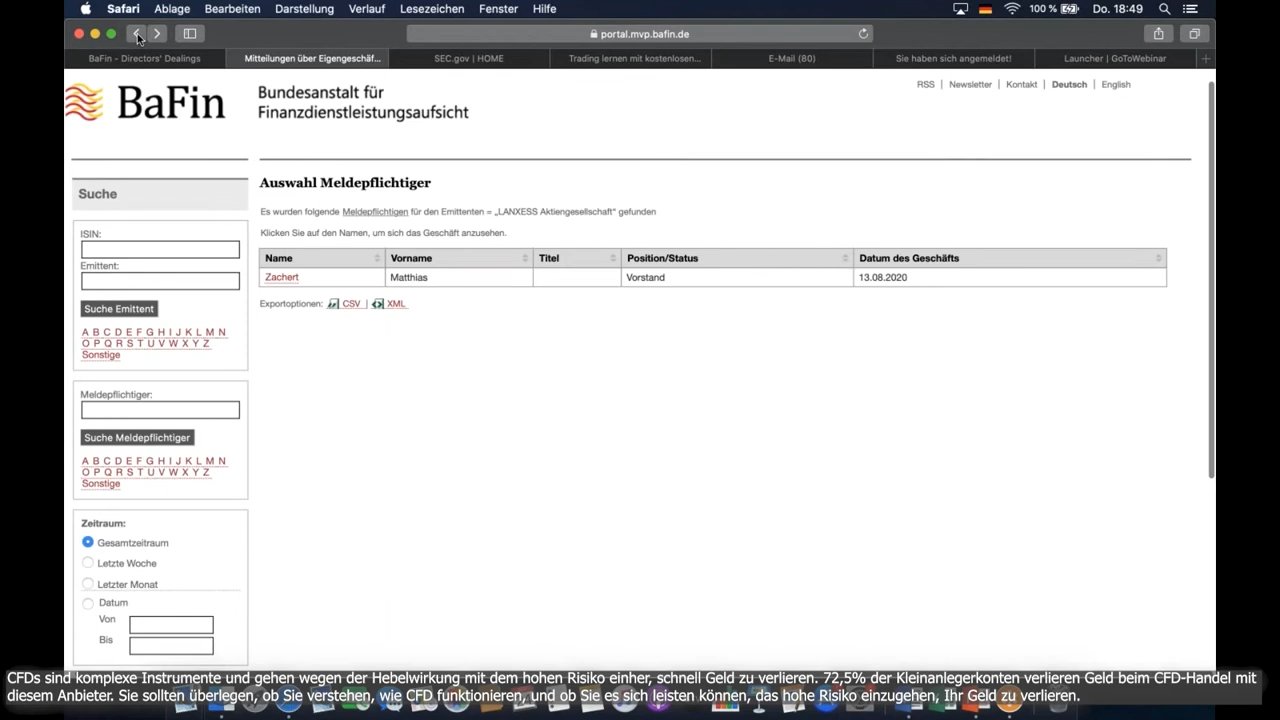 Safari Ablage Bearbeiten Darstellung Verlauf Lesezeichen Fenster Hilfe 100 % Do. 18:49
portal.mvp.bafin.de
BaFin - Directors' Dealings Mitteilungen über Eigengeschäf... SEC.gov | HOME Trading lernen mit kostenlosen... E-Mail (80) Sie haben sich angemeldet! Launcher | GoToWebinar
RSS | Newsletter | Kontakt | Deutsch | English
BaFin
Bundesanstalt für
Finanzdienstleistungsaufsicht
Suche
ISIN:
Emittent:
Suche Emittent
A B C D E F G H I J K L M N
O P Q R S T U V W X Y Z
Sonstige
Meldepflichtiger:
Suche Meldepflichtiger
A B C D E F G H I J K L M N
O P Q R S T U V W X Y Z
Sonstige
Zeitraum:
Gesamtzeitraum
Letzte Woche
Letzter Monat
Datum
Von
Bis
Auswahl Meldepflichtiger
Es wurden folgende Meldepflichtigen für den Emittenten = „LANXESS Aktiengesellschaft" gefunden
Klicken Sie auf den Namen, um sich das Geschäft anzusehen.
Name Vorname Titel Position/Status Datum des Geschäfts
Zachert Matthias Vorstand 13.08.2020
Exportoptionen: CSV | XML
CFDs sind komplexe Instrumente und gehen wegen der Hebelwirkung mit dem hohen Risiko einher, schnell Geld zu verlieren. 72,5% der Kleinanlegerkonten verlieren Geld beim CFD-Handel mit
diesem Anbieter. Sie sollten überlegen, ob Sie verstehen, wie CFD funktionieren, und ob Sie es sich leisten können, das hohe Risiko einzugehen, Ihr Geld zu verlieren.